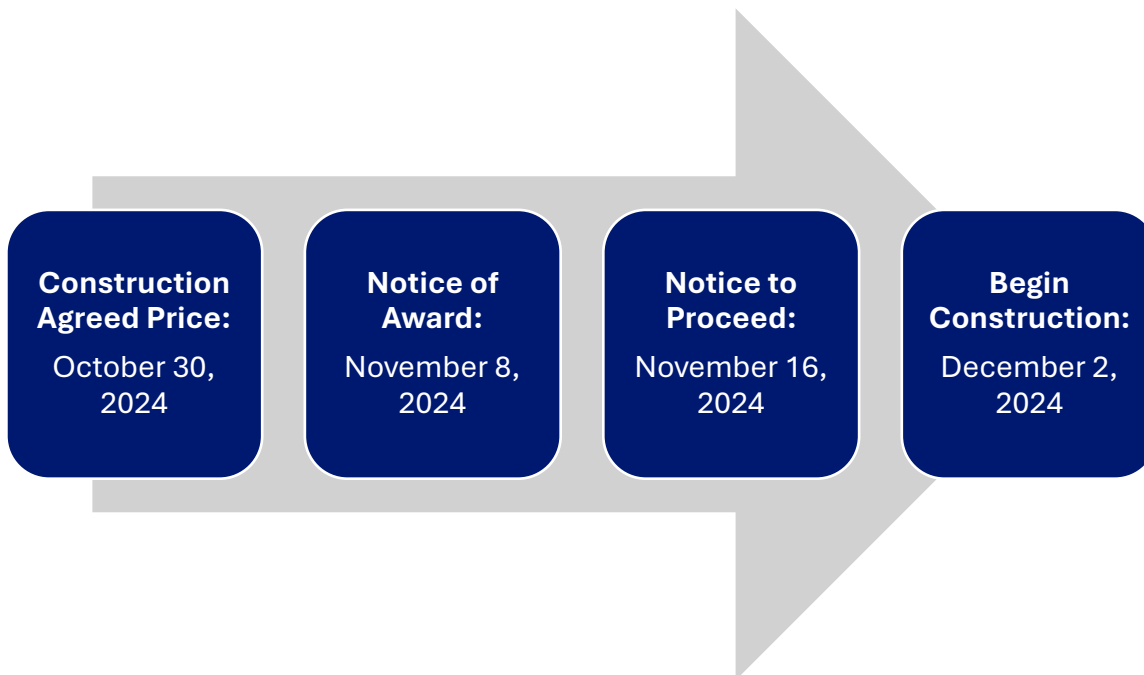 Construction
Agreed Price:
October 30,
2024
Notice of
Award:
November 8,
2024
Notice to
Proceed:
November 16,
2024
Begin
Construction:
December 2,
2024